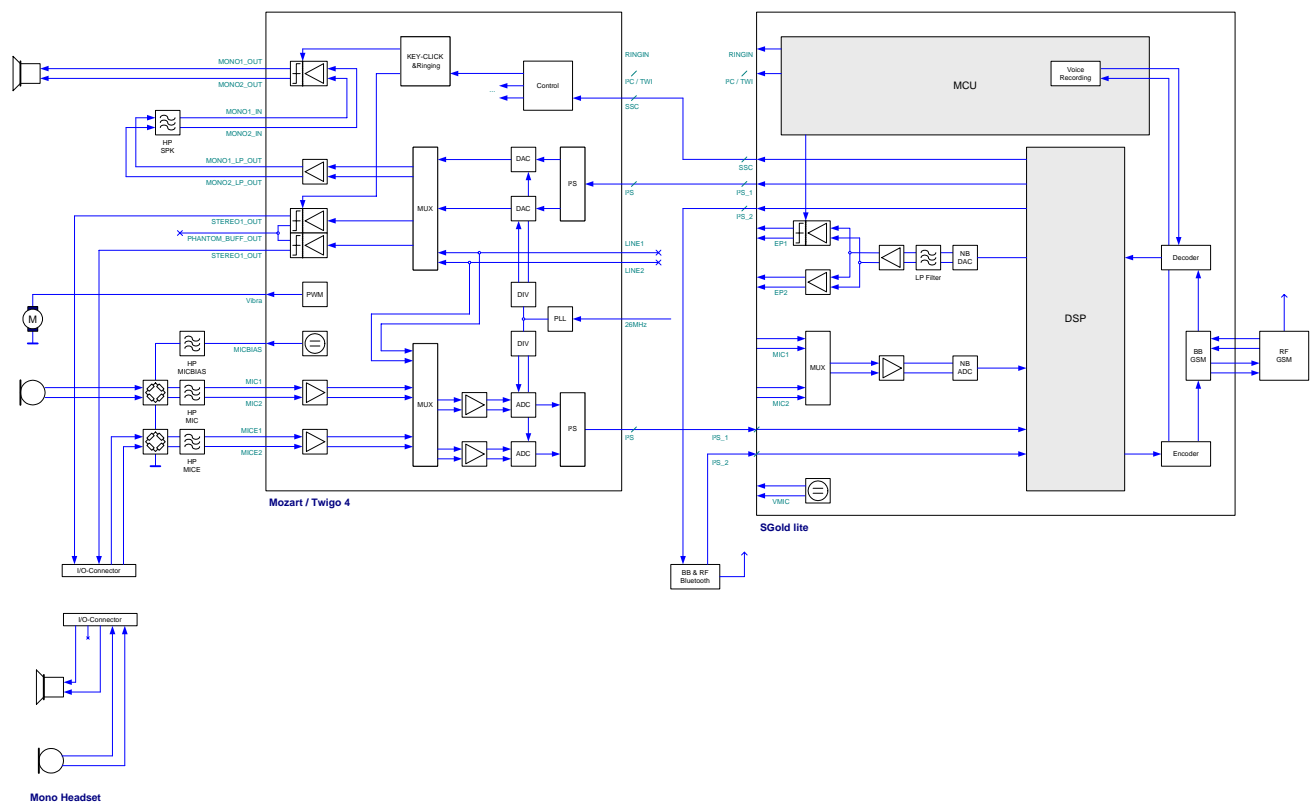 MONO1_OUT
MONO2_OUT
MONO1_IN
MONO2_IN
HP
SPK
MONO1_LP_OUT
MONO2_LP_OUT
STEREO1_OUT
PHANTOM_BUFF_OUT
STEREO1_OUT
Vibra
M
MICBIAS
HP
MICBIAS
MIC1
MIC2
HP
MIC
MICE1
MICE2
HP
MICE
KEY-CLICK
&Ringing
Control
...
MUX
DAC
DAC
PS
DIV
PLL
DIV
PWM
MUX
ADC
ADC
PS
RINGIN
I²C / TWI
SSC
PS
LINE1
LINE2
26MHz
PS
Mozart / Twigo 4
RINGIN
I²C / TWI
SSC
PS_1
PS_2
EP1
EP2
MIC1
MIC2
PS_1
PS_2
VMIC
MCU
Voice
Recording
DSP
LP Filter
NB
DAC
MUX
NB
ADC
Decoder
BB
GSM
RF
GSM
Encoder
SGold lite
BB & RF
Bluetooth
I/O-Connector
I/O-Connector
Mono Headset